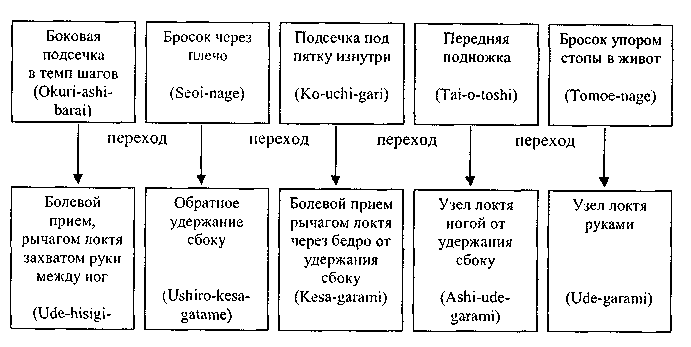 Боковая
подсечка
в темп шагов
(Okuri-ashi-
barai)
Бросок через
плечо
(Seoi-nage)
Подсечка под
пятку изнутри
(Ko-uchi-gari)
Передняя
подножка
(Tai-o-toshi)
Бросок упором
стопы в живот
(Tomoe-nage)
переход
переход
переход
переход
Болевой
прием,
рычагом локтя
захватом руки
между ног
(Ude-hisigi-
Обратное
удержание
сбоку
(Ushiro-kesa-
gatame)
Болевой прием
рычагом локтя
через бедро от
удержания
сбоку
(Kesa-garami)
Узел локтя
ногой от
удержания
сбоку
(Ashi-ude-
garami)
Узел локтя
руками
(Ude-garami)